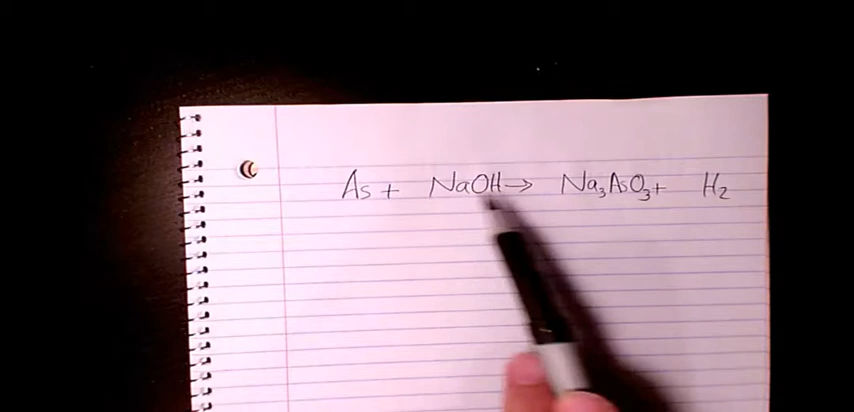 As + NaOH → Na₃AsO₃ + H₂